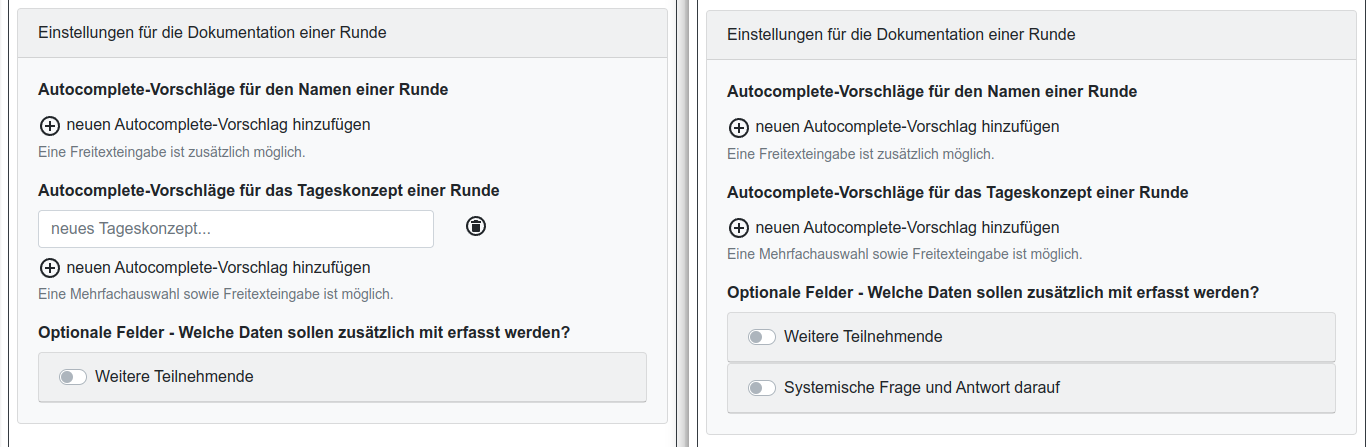 Einstellungen für die Dokumentation einer Runde
Autocomplete-Vorschläge für den Namen einer Runde
neuen Autocomplete-Vorschlag hinzufügen
Eine Freitexteingabe ist zusätzlich möglich.
Autocomplete-Vorschläge für das Tageskonzept einer Runde
neues Tageskonzept...
neuen Autocomplete-Vorschlag hinzufügen
Eine Mehrfachauswahl sowie Freitexteingabe ist möglich.
Optionale Felder - Welche Daten sollen zusätzlich mit erfasst werden?
Weitere Teilnehmende
Einstellungen für die Dokumentation einer Runde
Autocomplete-Vorschläge für den Namen einer Runde
neuen Autocomplete-Vorschlag hinzufügen
Eine Freitexteingabe ist zusätzlich möglich.
Autocomplete-Vorschläge für das Tageskonzept einer Runde
neuen Autocomplete-Vorschlag hinzufügen
Eine Mehrfachauswahl sowie Freitexteingabe ist möglich.
Optionale Felder - Welche Daten sollen zusätzlich mit erfasst werden?
Weitere Teilnehmende
Systemische Frage und Antwort darauf